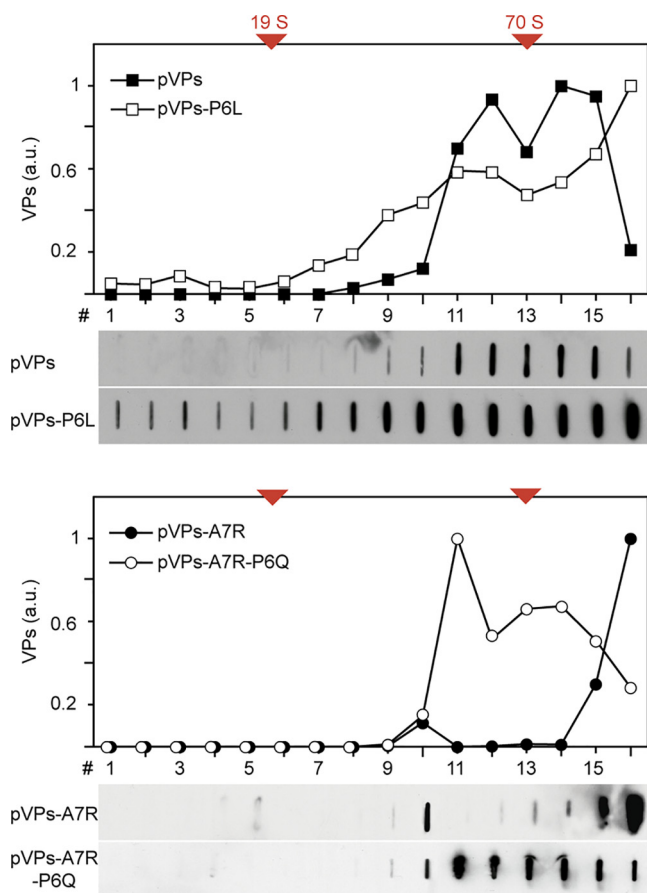 19 S 70 S
1
pVPs
pVPs-P6L
VPs (a.u.)
0.6
0.2
# 1 3 5 7 9 11 13 15
pVPs
pVPs-P6L
1
pVPs-A7R
pVPs-A7R-P6Q
VPs (a.u.)
0.6
0.2
# 1 3 5 7 9 11 13 15
pVPs-A7R
pVPs-A7R
-P6Q